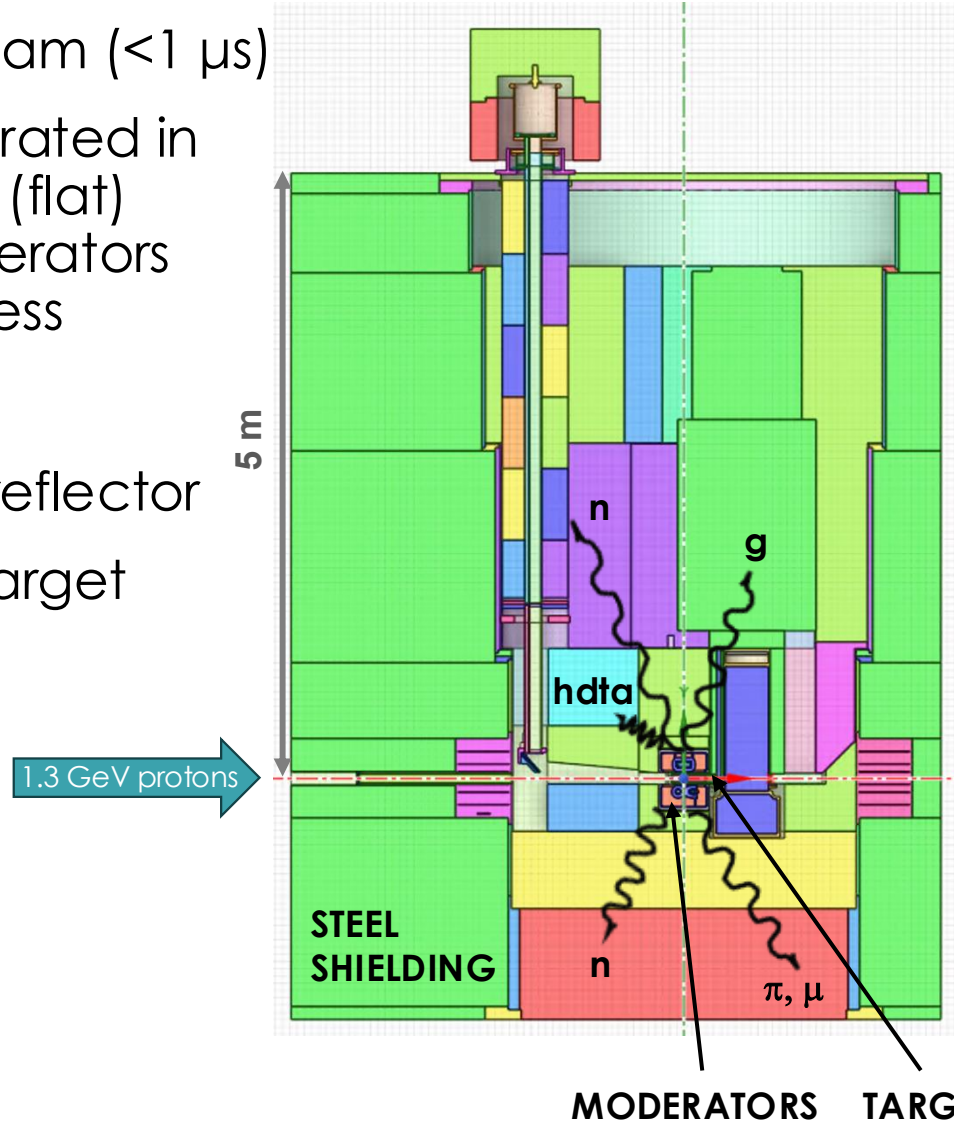 am (<1 μs)
rated in
(flat)
erators
ess
eflector
arget
5 m
n
g
hdta
1.3 GeV protons
STEEL
SHIELDING
n
π, μ
MODERATORS TARG